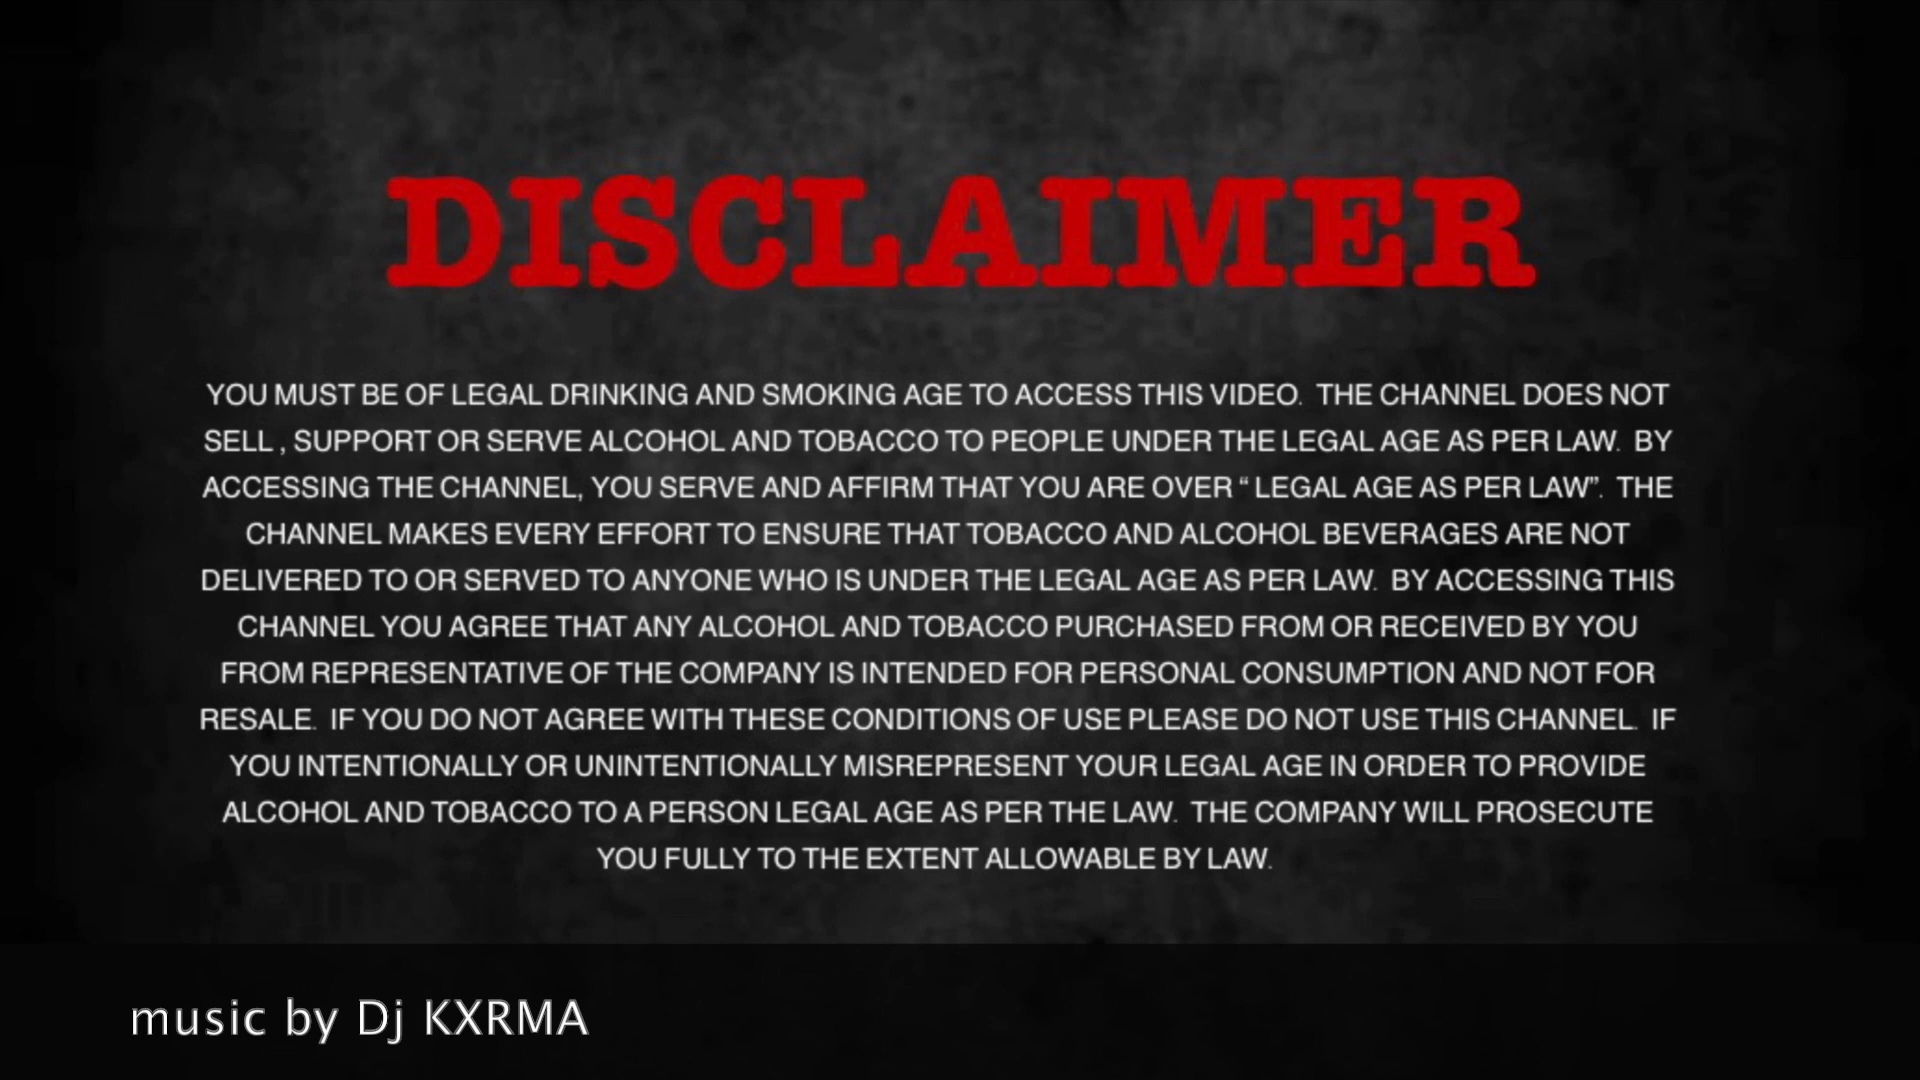 DISCLAIMER
YOU MUST BE OF LEGAL DRINKING AND SMOKING AGE TO ACCESS THIS VIDEO. THE CHANNEL DOES NOT
SELL , SUPPORT OR SERVE ALCOHOL AND TOBACCO TO PEOPLE UNDER THE LEGAL AGE AS PER LAW. BY
ACCESSING THE CHANNEL, YOU SERVE AND AFFIRM THAT YOU ARE OVER “ LEGAL AGE AS PER LAW”. THE
CHANNEL MAKES EVERY EFFORT TO ENSURE THAT TOBACCO AND ALCOHOL BEVERAGES ARE NOT
DELIVERED TO OR SERVED TO ANYONE WHO IS UNDER THE LEGAL AGE AS PER LAW. BY ACCESSING THIS
CHANNEL YOU AGREE THAT ANY ALCOHOL AND TOBACCO PURCHASED FROM OR RECEIVED BY YOU
FROM REPRESENTATIVE OF THE COMPANY IS INTENDED FOR PERSONAL CONSUMPTION AND NOT FOR
RESALE. IF YOU DO NOT AGREE WITH THESE CONDITIONS OF USE PLEASE DO NOT USE THIS CHANNEL. IF
YOU INTENTIONALLY OR UNINTENTIONALLY MISREPRESENT YOUR LEGAL AGE IN ORDER TO PROVIDE
ALCOHOL AND TOBACCO TO A PERSON LEGAL AGE AS PER THE LAW. THE COMPANY WILL PROSECUTE
YOU FULLY TO THE EXTENT ALLOWABLE BY LAW.
music by Dj KXRMA